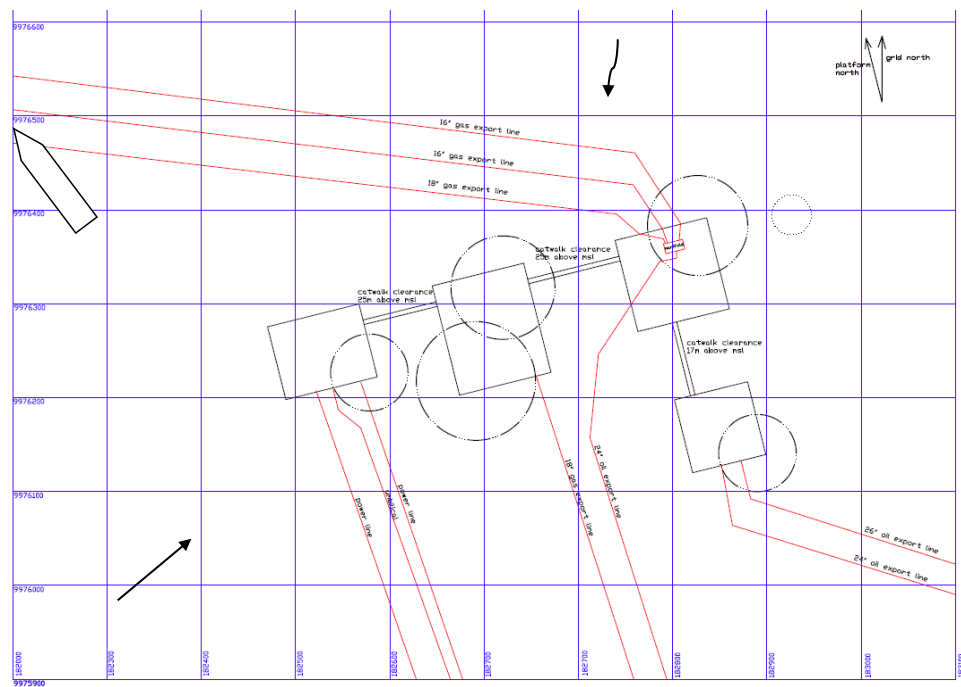 9976600
grid north
platform
north
9976500
16" gas export line
16" gas export line
18" gas export line
9976400
catwalk clearance
25m above msl
catwalk clearance
25m above msl
9976300
catwalk clearance
17m above msl
9976200
18" gas export line
24" oil export line
9976100
power line
umbilical
power line
26" oil export line
24" oil export line
9976000
182000
182300
182400
182500
182600
182700
182700
182800
182900
183000
9975900